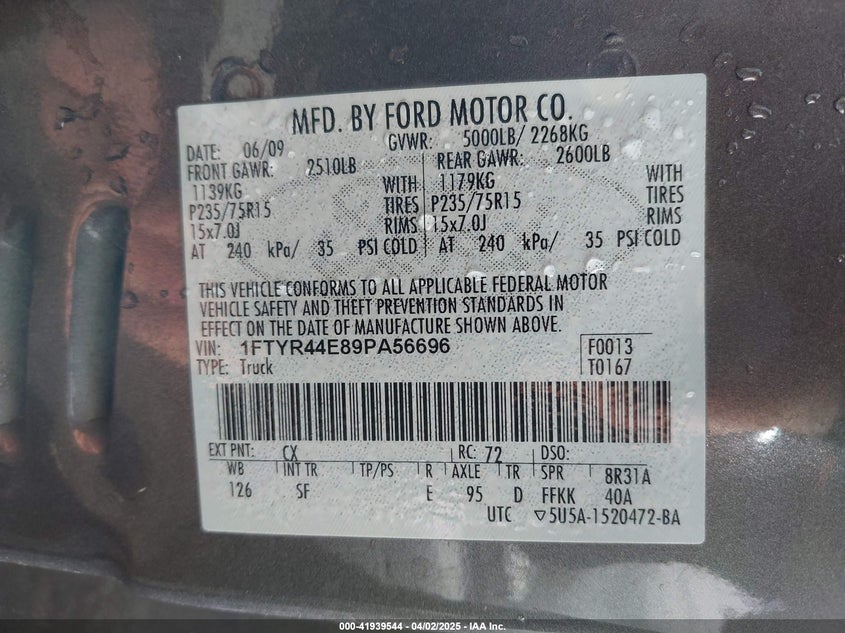 MFD. BY FORD MOTOR CO.
DATE: 06/09 GVWR: 5000LB/ 2268KG
FRONT GAWR: 2510LB REAR GAWR: 2600LB
1139KG WITH 1179KG WITH
P235/75R15 TIRES P235/75R15 TIRES
15x7.0J RIMS 15x7.0J RIMS
AT 240 kPa/ 35 PSI COLD AT 240 kPa/ 35 PSI COLD
THIS VEHICLE CONFORMS TO ALL APPLICABLE FEDERAL MOTOR
VEHICLE SAFETY AND THEFT PREVENTION STANDARDS IN
EFFECT ON THE DATE OF MANUFACTURE SHOWN ABOVE.
VIN: 1FTYR44E89PA56696 F0013
TYPE: Truck T0167
EXT PNT: CX RC: 72 DSO:
WB INT TR TP/PS R AXLE TR SPR 8R31A
126 SF E 95 D FFKK 40A
UTC ▽5U5A-1520472-BA
000-41939544 - 04/02/2025 - IAA Inc.